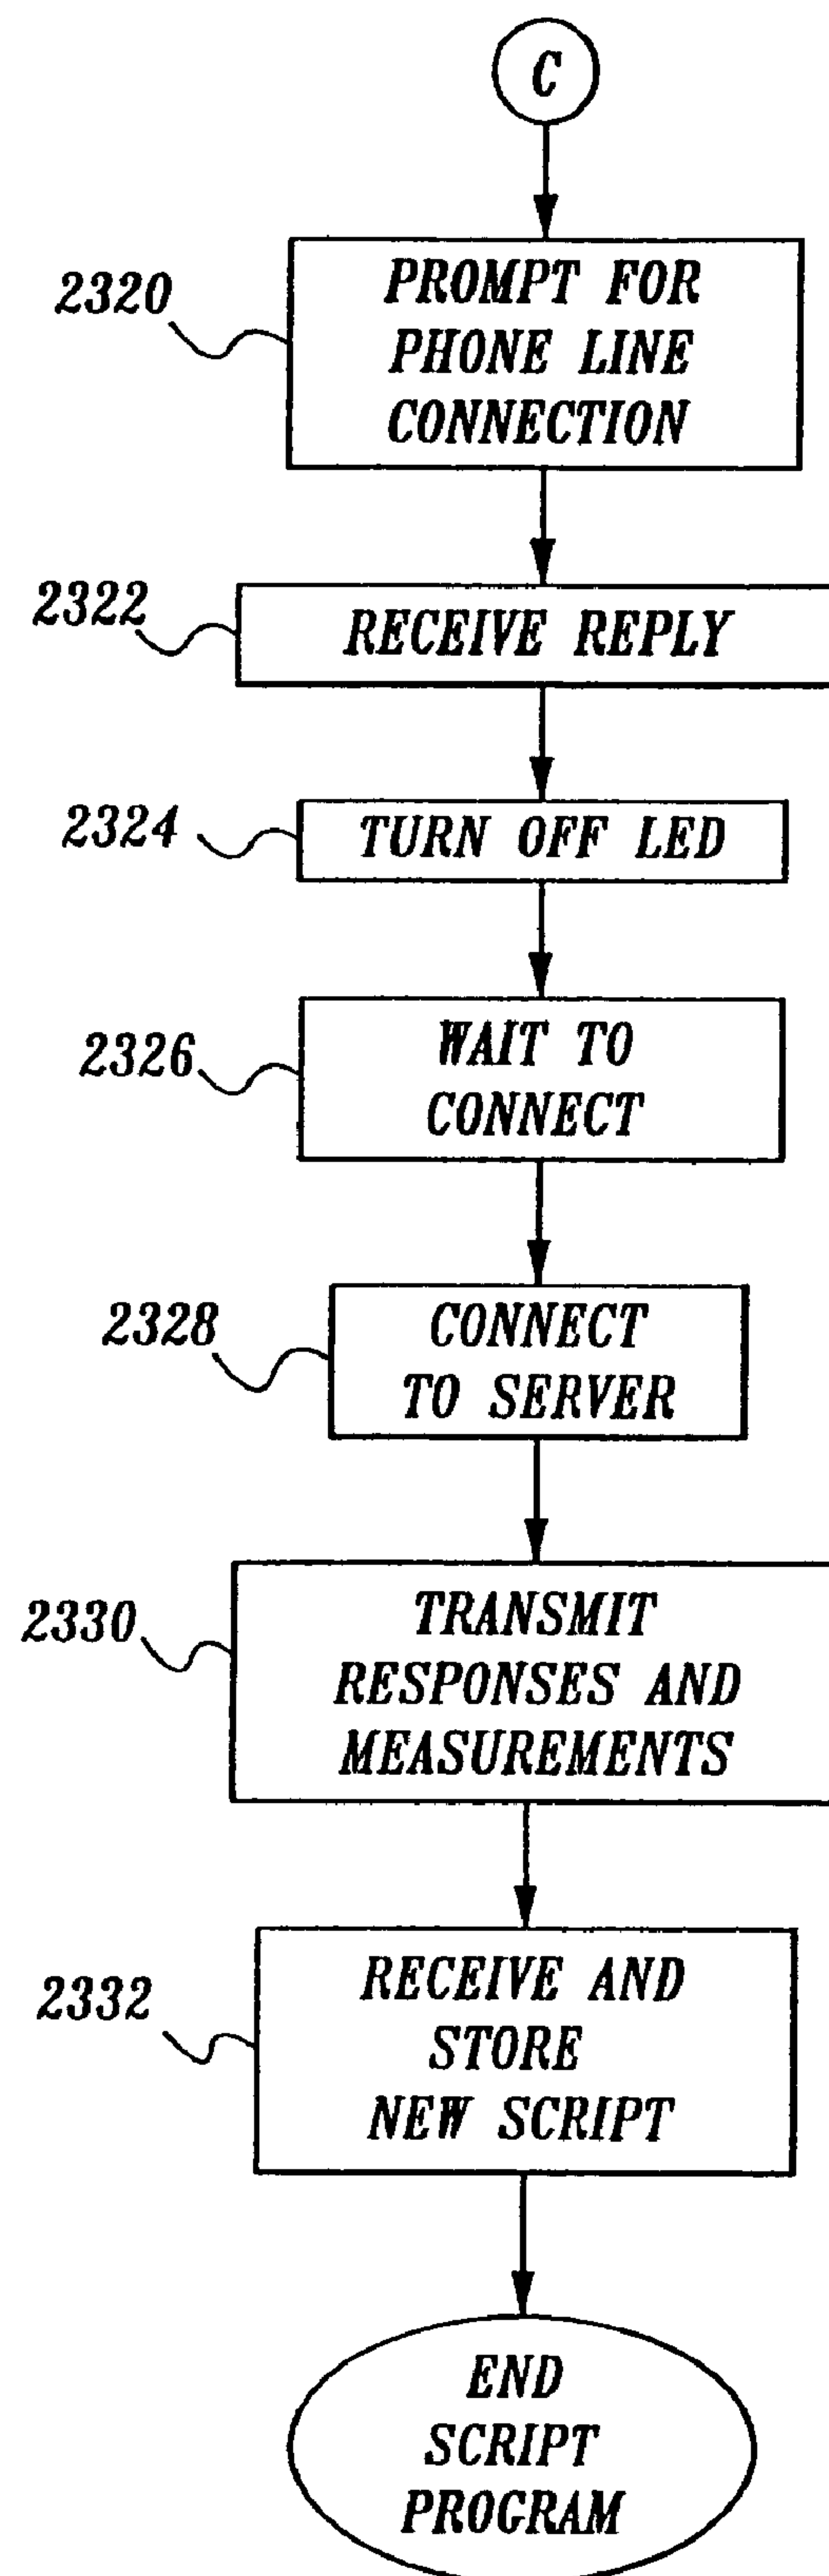 C
2320
PROMPT FOR
PHONE LINE
CONNECTION
2322
RECEIVE REPLY
2324
TURN OFF LED
2326
WAIT TO
CONNECT
2328
CONNECT
TO SERVER
2330
TRANSMIT
RESPONSES AND
MEASUREMENTS
2332
RECEIVE AND
STORE
NEW SCRIPT
END
SCRIPT
PROGRAM